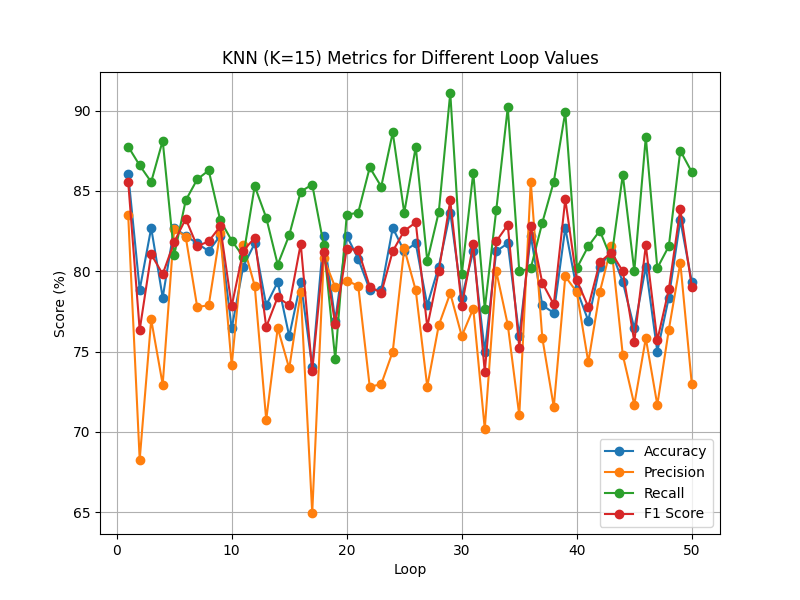 KNN (K=15) Metrics for Different Loop Values
Score (%)
90
85
80
75
70
65
0
10
20
30
40
50
Loop
Accuracy
Precision
Recall
F1 Score